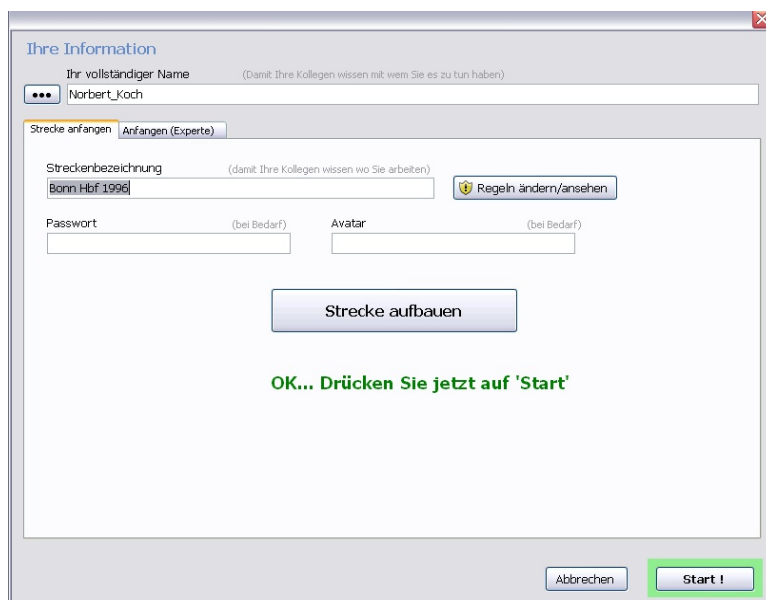 Ihre Information
Ihr vollständiger Name (Damit Ihre Kollegen wissen mit wem Sie es zu tun haben)
••• Norbert_Koch
Strecke anfangen Anfangen (Experte)
Streckenbezeichnung (damit Ihre Kollegen wissen wo Sie arbeiten)
Bonn Hbf 1996 Regeln ändern/ansehen
Passwort (bei Bedarf) Avatar (bei Bedarf)
Strecke aufbauen
OK... Drücken Sie jetzt auf 'Start'
Abbrechen Start !